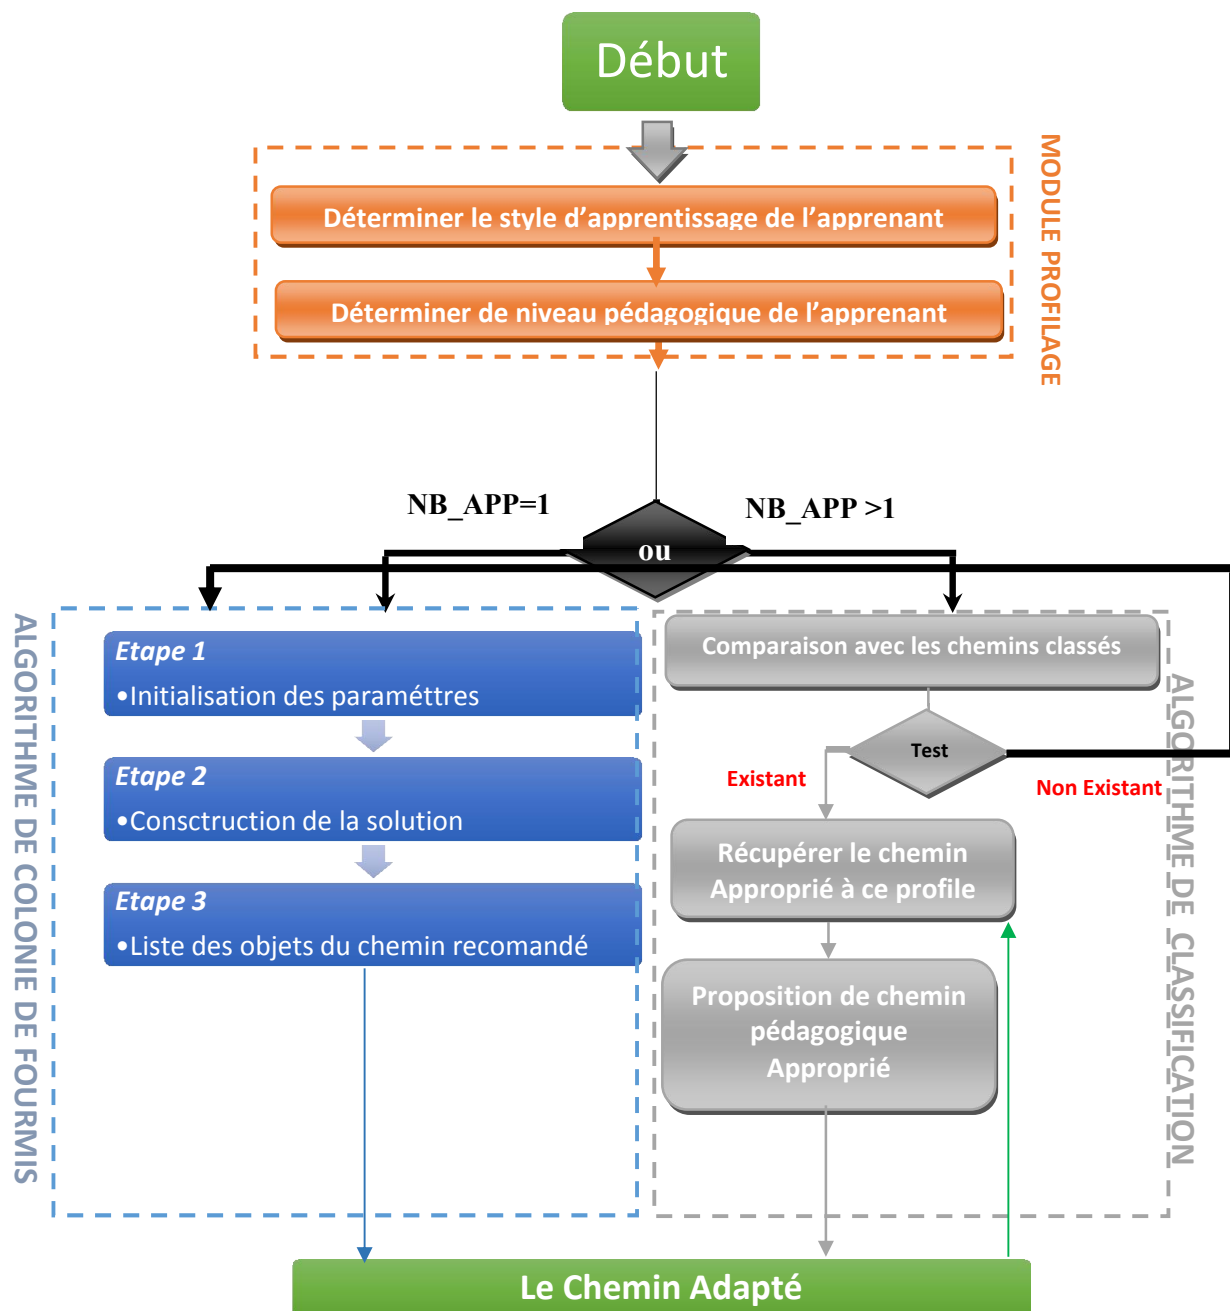 Début
MODULE PROFILAGE
Déterminer le style d’apprentissage de l’apprenant
Déterminer de niveau pédagogique de l’apprenant
NB_APP=1
NB_APP >1
ou
ALGORITHME DE COLONIE DE FOURMIS
Etape 1
•Initialisation des paraméttres
Etape 2
•Consctruction de la solution
Etape 3
•Liste des objets du chemin recomandé
ALGORITHME DE CLASSIFICATION
Comparaison avec les chemins classés
Test
Existant
Non Existant
Récupérer le chemin
Approprié à ce profile
Proposition de chemin
pédagogique
Approprié
Le Chemin Adapté